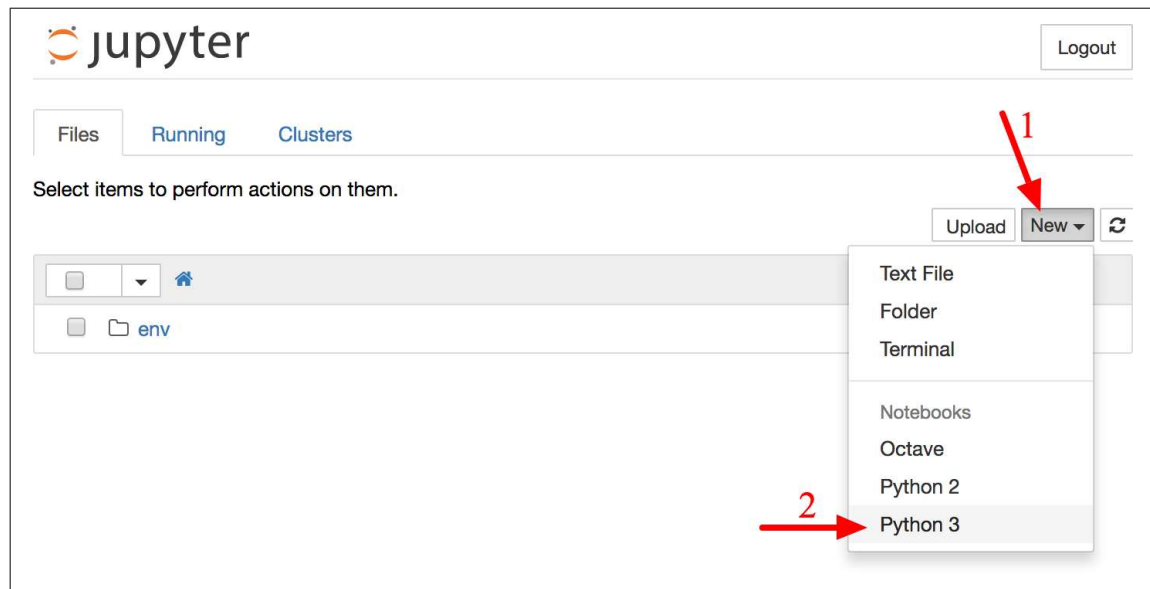 jupyter
Logout
Files Running Clusters
1
Select items to perform actions on them.
Upload New
Text File
Folder
env
Terminal
Notebooks
Octave
Python 2
2
Python 3